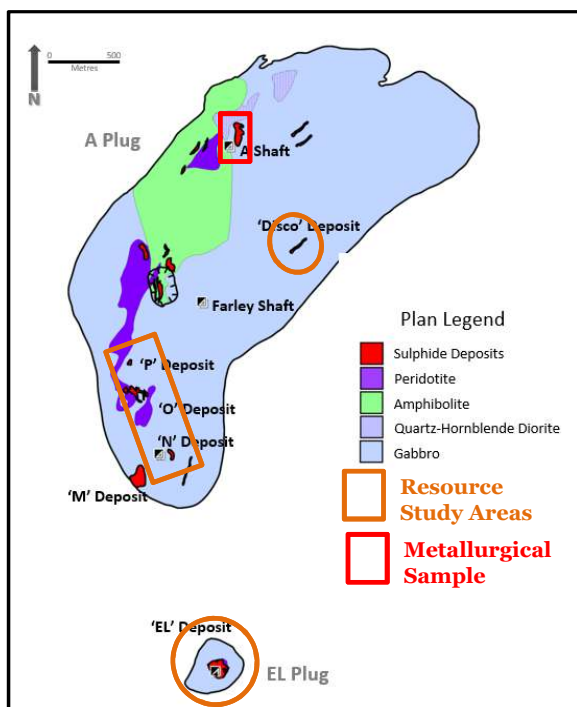 0 500
Metres
N
A Plug
A Shaft
'Disco' Deposit
Farley Shaft
Plan Legend
Sulphide Deposits
Peridotite
Amphibolite
Quartz-Hornblende Diorite
Gabbro
'P' Deposit
'O' Deposit
'N' Deposit
'M' Deposit
Resource
Study Areas
Metallurgical
Sample
'EL' Deposit
EL Plug